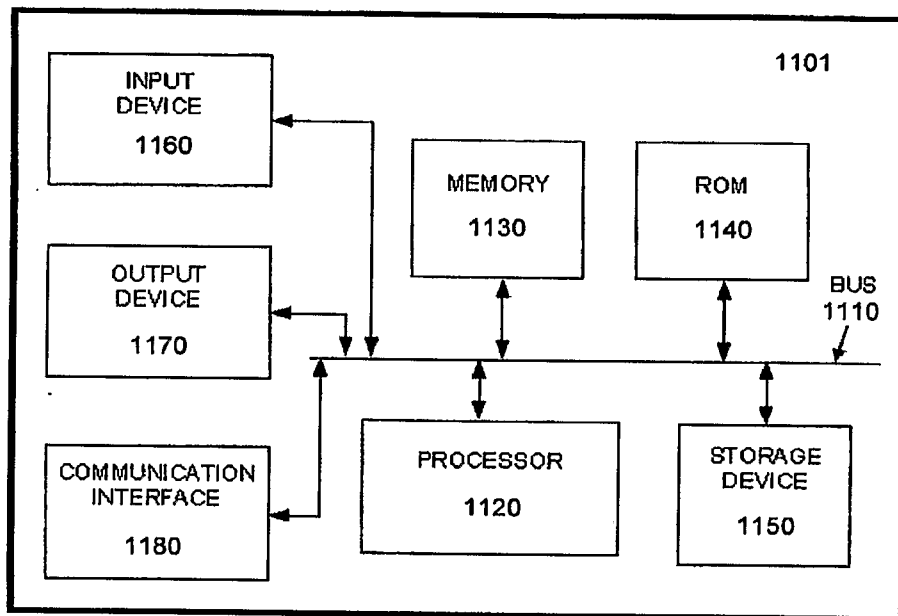 1101
INPUT
DEVICE
1160
MEMORY
1130
ROM
1140
OUTPUT
DEVICE
1170
BUS
1110
COMMUNICATION
INTERFACE
1180
PROCESSOR
1120
STORAGE
DEVICE
1150